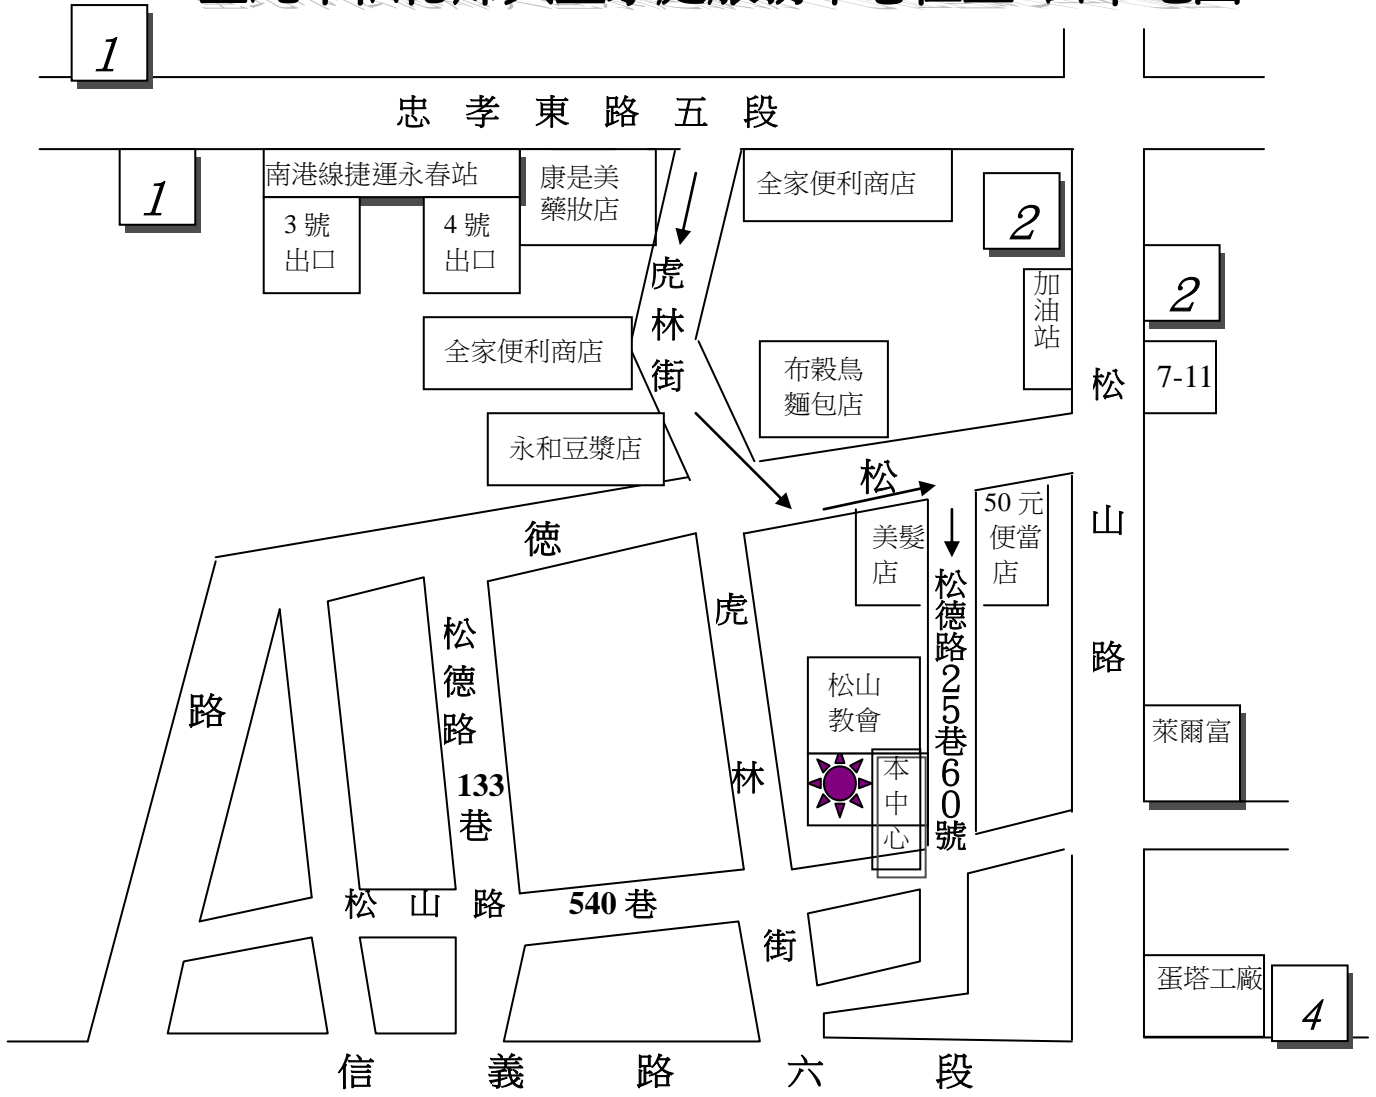 1
忠孝東路五段
1
南港線捷運永春站
3 號
出口
4 號
出口
康是美
藥妝店
全家便利商店
2
虎林街
加油站
2
全家便利商店
布穀鳥
麵包店
7-11
永和豆漿店
松德路
松山路
美髮
店
50 元
便當
店
松德路25巷60號
松德路
133
巷
虎林街
松山
教會
本中心
萊爾富
松山路 540 巷
蛋塔工廠
4
信義路六段